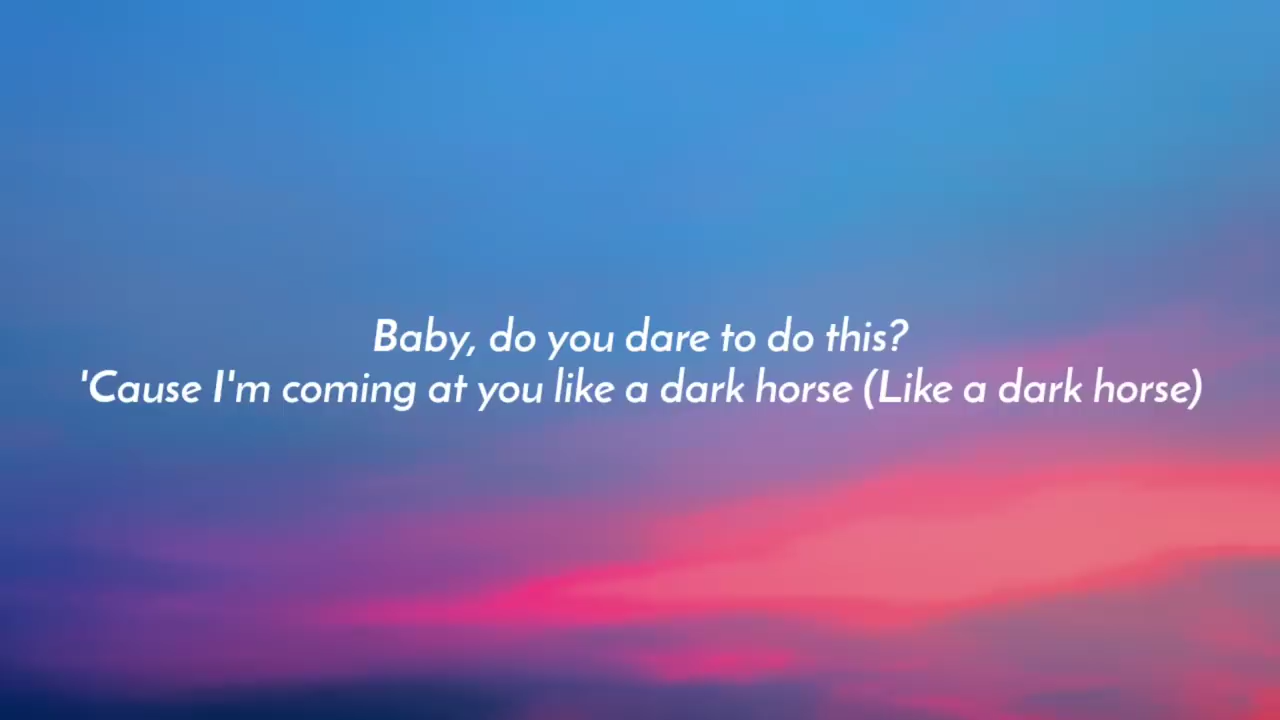 Baby, do you dare to do this?
'Cause I'm coming at you like a dark horse (Like a dark horse)